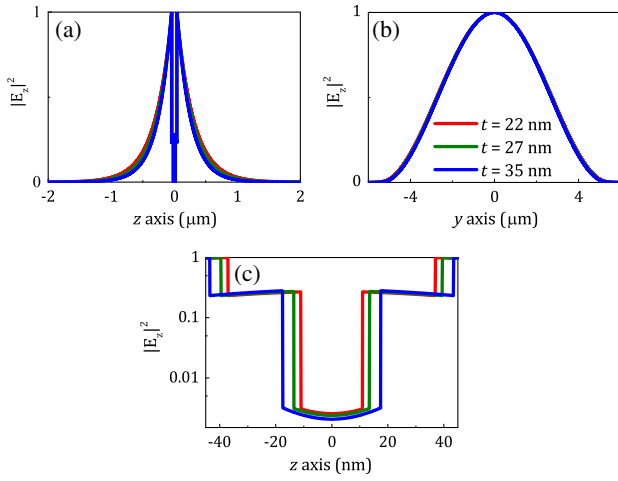 (a)
|E_z|^2
1
0
-2
-1
0
1
2
z axis (μm)
(b)
|E_z|^2
1
0
t = 22 nm
t = 27 nm
t = 35 nm
-4
0
4
y axis (μm)
(c)
|E_z|^2
1
0.1
0.01
-40
-20
0
20
40
z axis (nm)